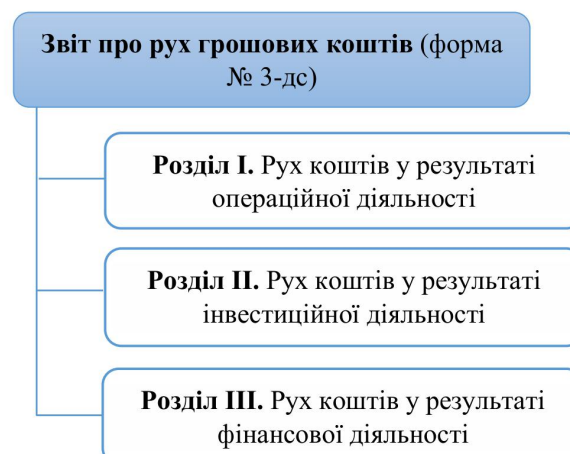 Звіт про рух грошових коштів (форма
№ 3-дс)
Розділ І. Рух коштів у результаті
операційної діяльності
Розділ ІІ. Рух коштів у результаті
інвестиційної діяльності
Розділ ІІІ. Рух коштів у результаті
фінансової діяльності